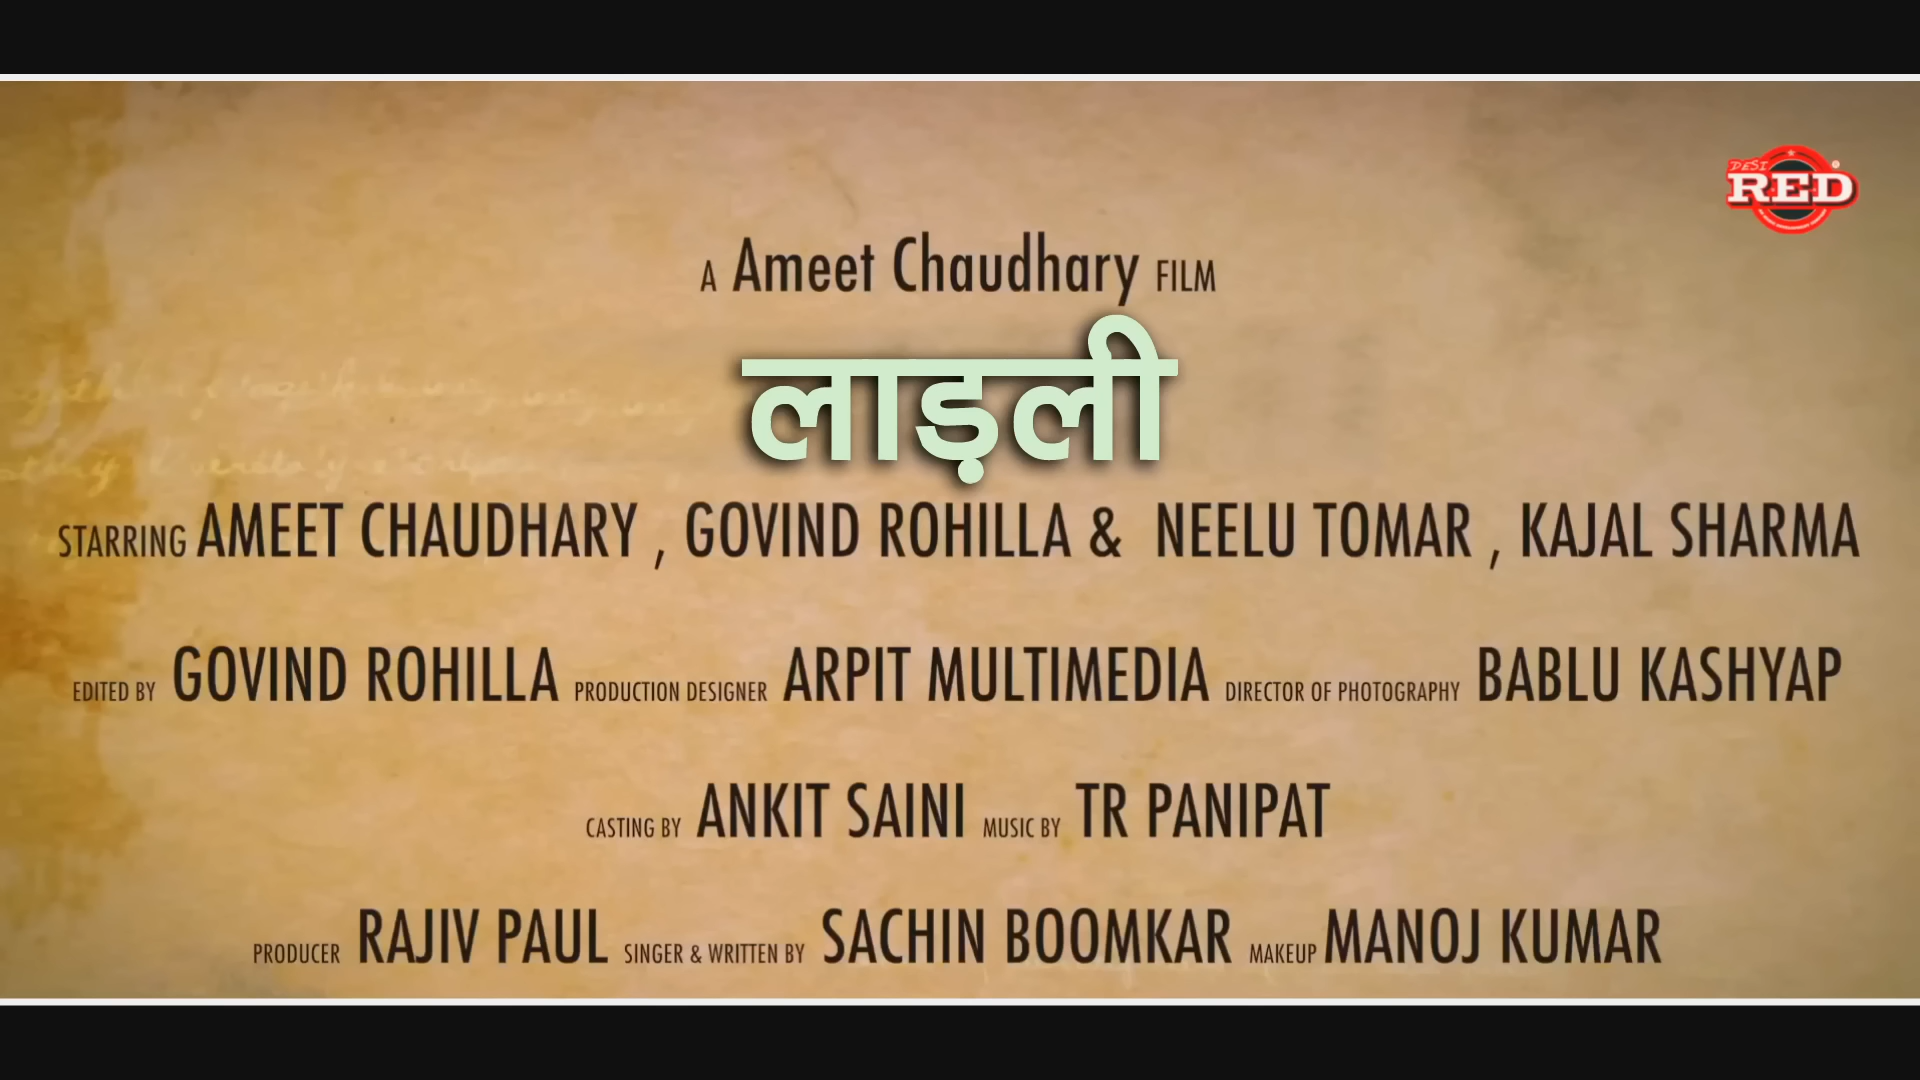 DESI
RED
A Ameet Chaudhary FILM
लाड़ली
STARRING AMEET CHAUDHARY , GOVIND ROHILLA & NEELU TOMAR , KAJAL SHARMA
EDITED BY GOVIND ROHILLA PRODUCTION DESIGNER ARPIT MULTIMEDIA DIRECTOR OF PHOTOGRAPHY BABLU KASHYAP
CASTING BY ANKIT SAINI MUSIC BY TR PANIPAT
PRODUCER RAJIV PAUL SINGER & WRITTEN BY SACHIN BOOMKAR MAKEUP MANOJ KUMAR